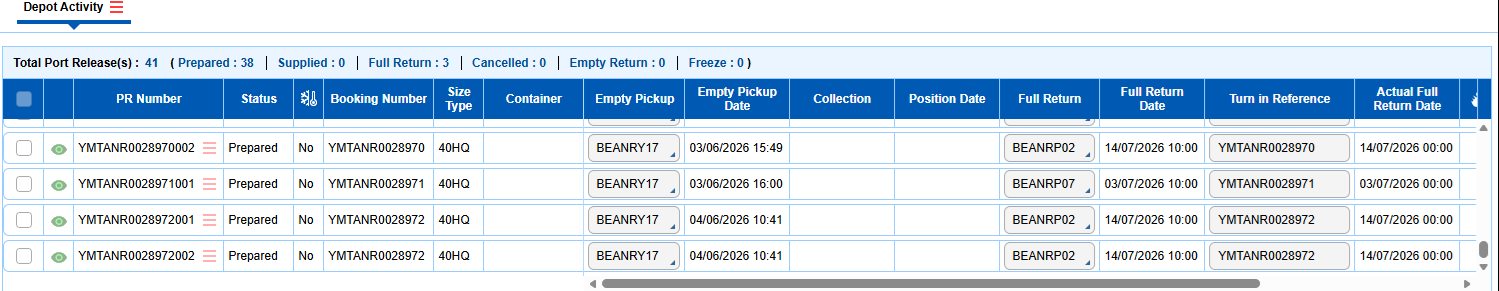 Depot Activity
Total Port Release(s) : 41 ( Prepared : 38 | Supplied : 0 | Full Return : 3 | Cancelled : 0 | Empty Return : 0 | Freeze : 0 )
PR Number Status Booking Number Size Type Container Empty Pickup Empty Pickup Date Collection Position Date Full Return Full Return Date Turn in Reference Actual Full Return Date
YMTANR0028970002 Prepared No YMTANR0028970 40HQ BEANRY17 03/06/2026 15:49 BEANRP02 14/07/2026 10:00 YMTANR0028970 14/07/2026 00:00
YMTANR0028971001 Prepared No YMTANR0028971 40HQ BEANRY17 03/06/2026 16:00 BEANRP07 03/07/2026 10:00 YMTANR0028971 03/07/2026 00:00
YMTANR0028972001 Prepared No YMTANR0028972 40HQ BEANRY17 04/06/2026 10:41 BEANRP02 14/07/2026 10:00 YMTANR0028972 14/07/2026 00:00
YMTANR0028972002 Prepared No YMTANR0028972 40HQ BEANRY17 04/06/2026 10:41 BEANRP02 14/07/2026 10:00 YMTANR0028972 14/07/2026 00:00